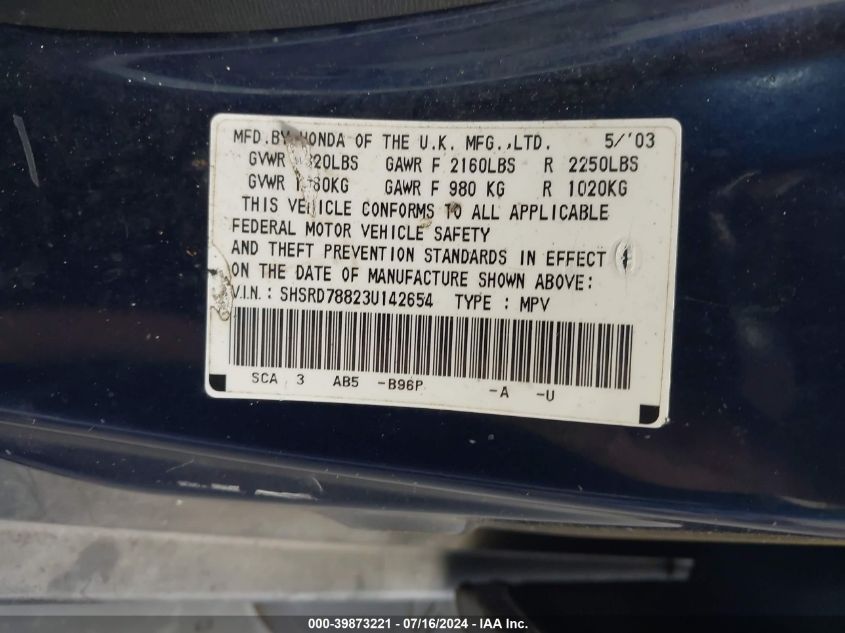 MFD.BY HONDA OF THE U.K. MFG.,LTD. 5/'03
GVWR GAWR F 2160LBS R 2250LBS
GVWR GAWR F 980 KG R 1020KG
THIS VEHICLE CONFORMS TO ALL APPLICABLE
FEDERAL MOTOR VEHICLE SAFETY
AND THEFT PREVENTION STANDARDS IN EFFECT
ON THE DATE OF MANUFACTURE SHOWN ABOVE:
V.I.N.: SHSRD78823U142654 TYPE : MPV
SCA 3 AB5 -B96P -A -U
000-39873221 - 07/16/2024 - IAA Inc.